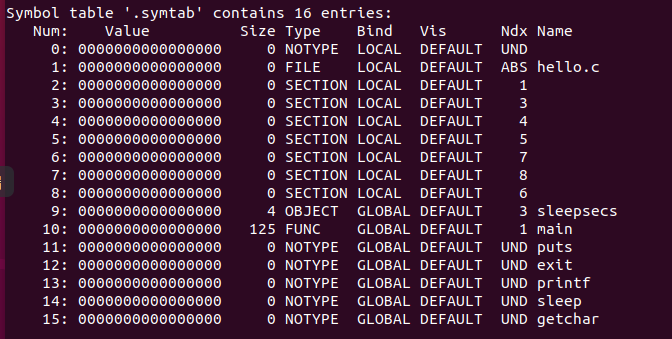 Symbol table '.symtab' contains 16 entries:
   Num:    Value          Size Type    Bind   Vis      Ndx Name
     0: 0000000000000000     0 NOTYPE  LOCAL  DEFAULT  UND
     1: 0000000000000000     0 FILE    LOCAL  DEFAULT  ABS hello.c
     2: 0000000000000000     0 SECTION LOCAL  DEFAULT    1
     3: 0000000000000000     0 SECTION LOCAL  DEFAULT    3
     4: 0000000000000000     0 SECTION LOCAL  DEFAULT    4
     5: 0000000000000000     0 SECTION LOCAL  DEFAULT    5
     6: 0000000000000000     0 SECTION LOCAL  DEFAULT    7
     7: 0000000000000000     0 SECTION LOCAL  DEFAULT    8
     8: 0000000000000000     0 SECTION LOCAL  DEFAULT    6
     9: 0000000000000000     4 OBJECT  GLOBAL DEFAULT    3 sleepsecs
    10: 0000000000000000   125 FUNC    GLOBAL DEFAULT    1 main
    11: 0000000000000000     0 NOTYPE  GLOBAL DEFAULT  UND puts
    12: 0000000000000000     0 NOTYPE  GLOBAL DEFAULT  UND exit
    13: 0000000000000000     0 NOTYPE  GLOBAL DEFAULT  UND printf
    14: 0000000000000000     0 NOTYPE  GLOBAL DEFAULT  UND sleep
    15: 0000000000000000     0 NOTYPE  GLOBAL DEFAULT  UND getchar